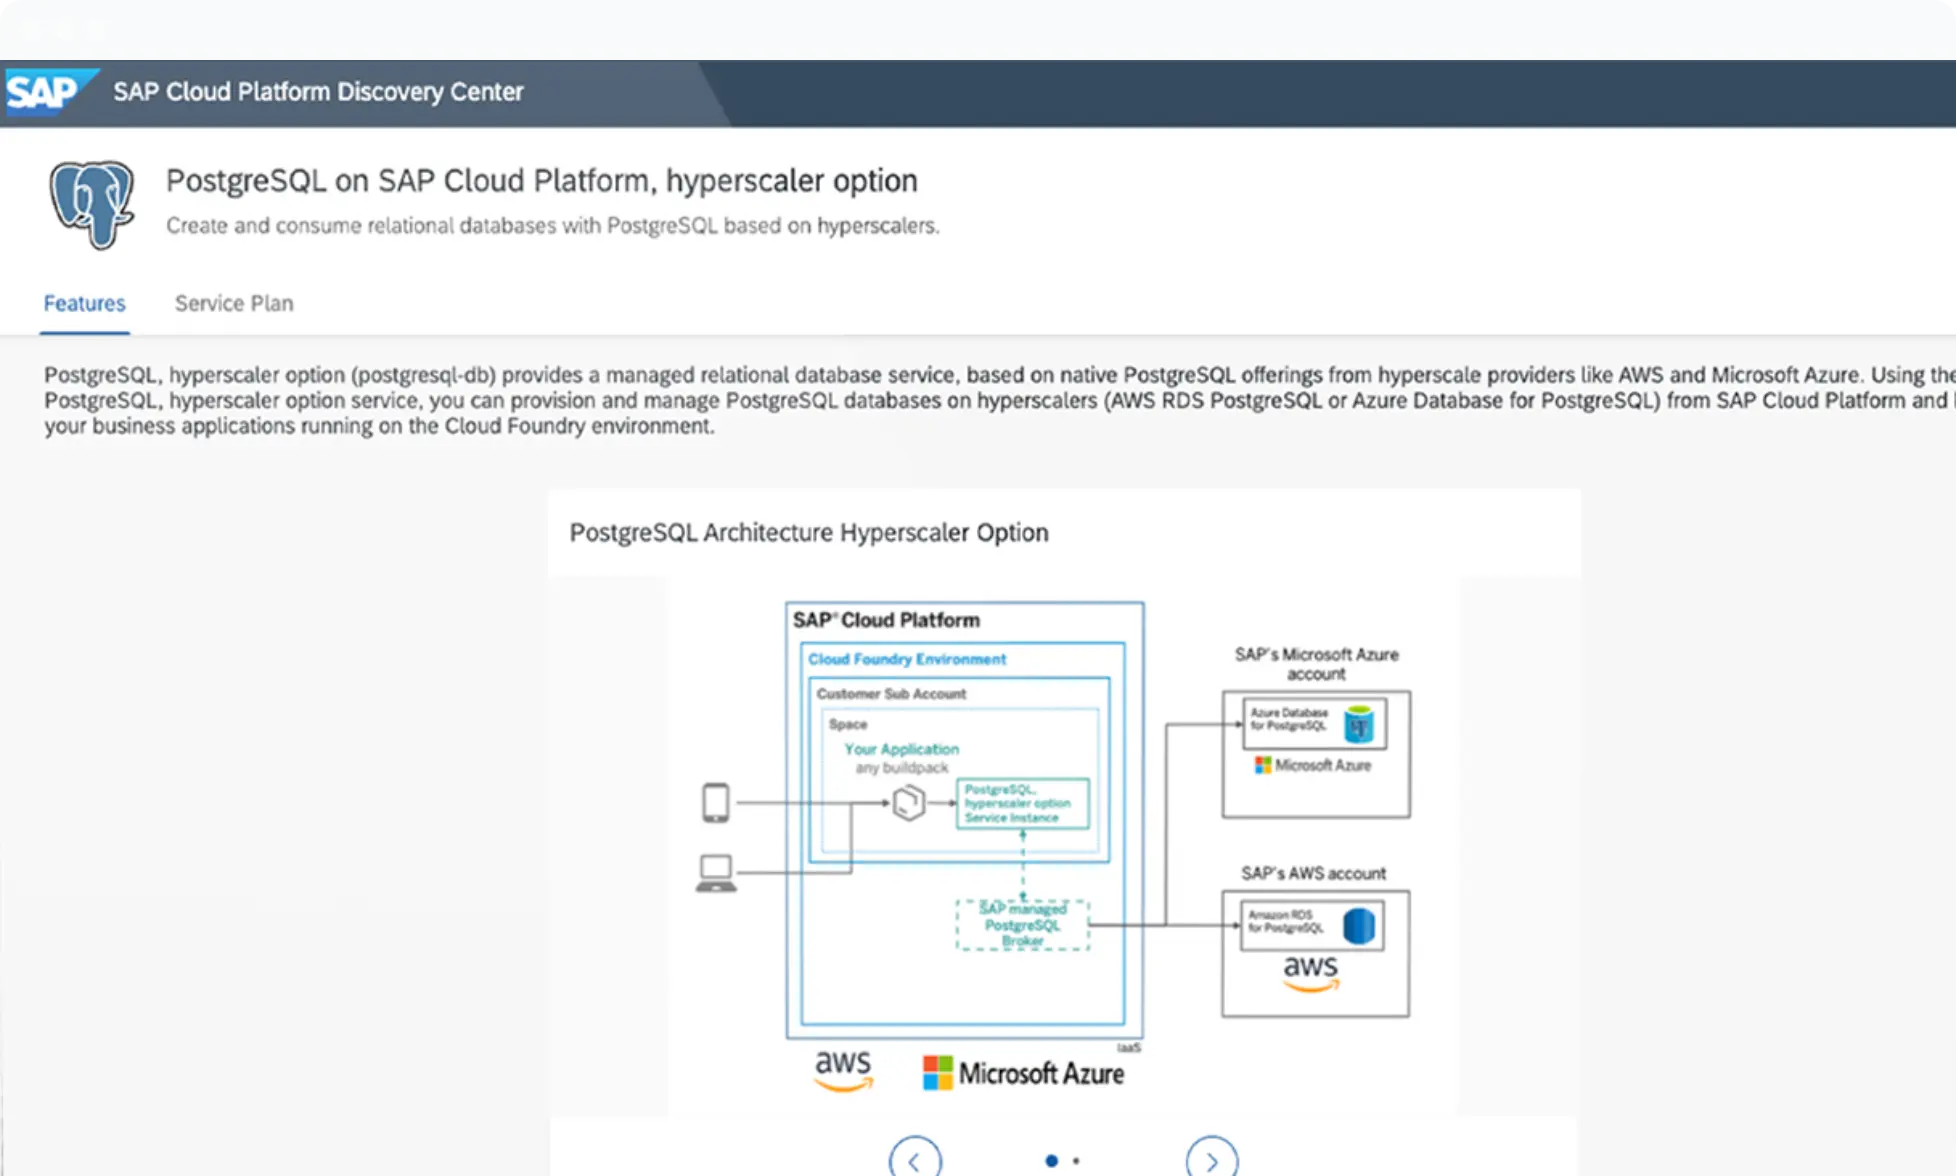 SAP SAP Cloud Platform Discovery Center
PostgreSQL on SAP Cloud Platform, hyperscaler option
Create and consume relational databases with PostgreSQL based on hyperscalers.
Features Service Plan
PostgreSQL, hyperscaler option (postgresql-db) provides a managed relational database service, based on native PostgreSQL offerings from hyperscale providers like AWS and Microsoft Azure. Using the
PostgreSQL, hyperscaler option service, you can provision and manage PostgreSQL databases on hyperscalers (AWS RDS PostgreSQL or Azure Database for PostgreSQL) from SAP Cloud Platform and
your business applications running on the Cloud Foundry environment.
PostgreSQL Architecture Hyperscaler Option
SAP® Cloud Platform
Cloud Foundry Environment
Customer Sub Account
Space
Your Application
any buildpack
PostgreSQL,
hyperscaler option
Service Instance
SAP managed
PostgreSQL
Broker
SAP's Microsoft Azure
account
Azure Database
for PostgreSQL
Microsoft Azure
SAP's AWS account
Amazon RDS
for PostgreSQL
aws
IaaS
aws Microsoft Azure